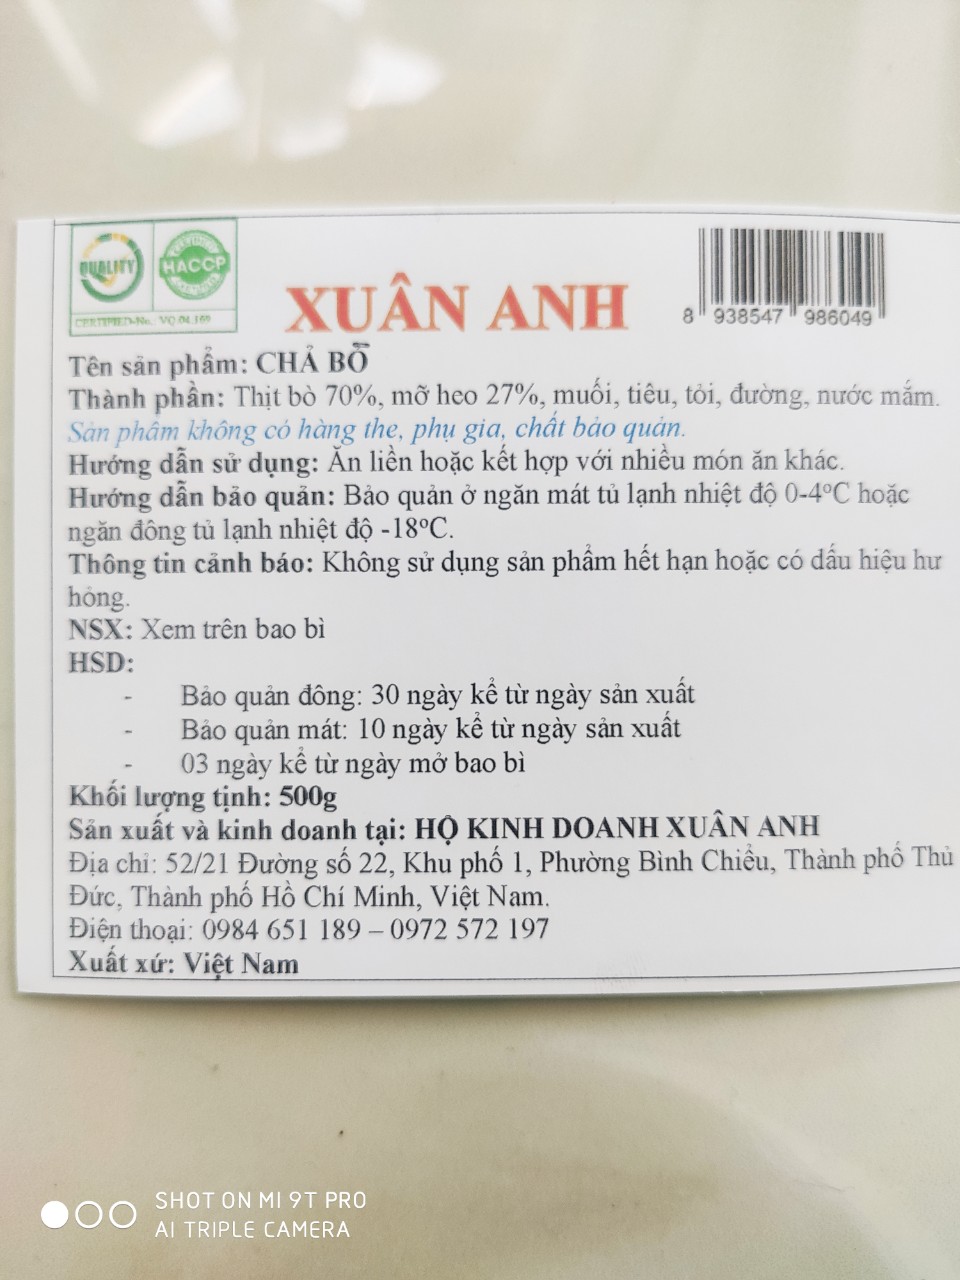 QUALITY
CERTIFIED
HACCP
CERTIFIED
CERTIFIED-No.: VQ.04.169
XUÂN ANH
8 938547 986049
Tên sản phẩm: CHẢ BÒ
Thành phần: Thịt bò 70%, mỡ heo 27%, muối, tiêu, tỏi, đường, nước mắm.
Sản phẩm không có hàng the, phụ gia, chất bảo quản.
Hướng dẫn sử dụng: Ăn liền hoặc kết hợp với nhiều món ăn khác.
Hướng dẫn bảo quản: Bảo quản ở ngăn mát tủ lạnh nhiệt độ 0-4ºC hoặc
ngăn đông tủ lạnh nhiệt độ -18ºC.
Thông tin cảnh báo: Không sử dụng sản phẩm hết hạn hoặc có dấu hiệu hư
hỏng.
NSX: Xem trên bao bì
HSD:
- Bảo quản đông: 30 ngày kể từ ngày sản xuất
- Bảo quản mát: 10 ngày kể từ ngày sản xuất
- 03 ngày kể từ ngày mở bao bì
Khối lượng tịnh: 500g
Sản xuất và kinh doanh tại: HỘ KINH DOANH XUÂN ANH
Địa chỉ: 52/21 Đường số 22, Khu phố 1, Phường Bình Chiểu, Thành phố Thủ
Đức, Thành phố Hồ Chí Minh, Việt Nam.
Điện thoại: 0984 651 189 – 0972 572 197
Xuất xứ: Việt Nam
SHOT ON MI 9T PRO
AI TRIPLE CAMERA